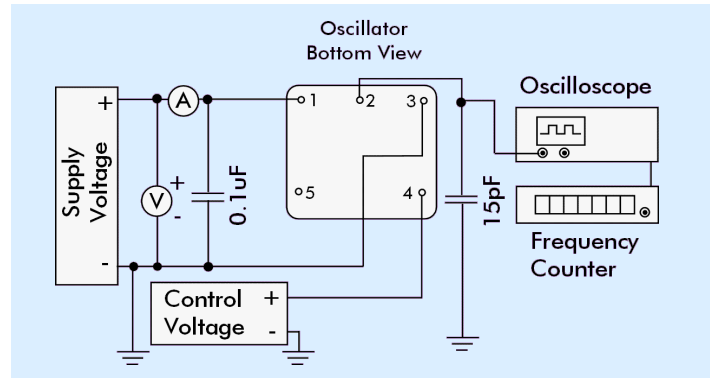 Oscillator
Bottom View
Supply
Voltage
+
-
A
V
+
-
0.1uF
1
2
3
5
4
15pF
Oscilloscope
Frequency
Counter
Control
Voltage
+
-